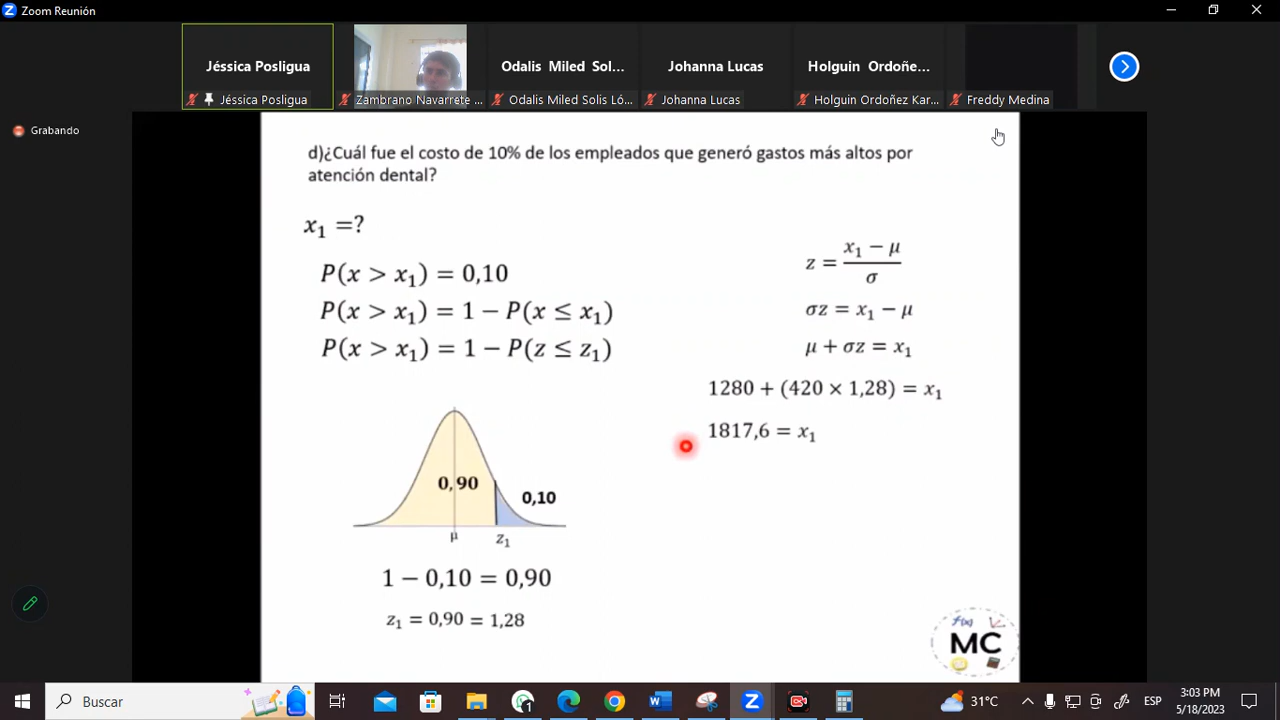 Zoom Reunión
Jéssica Posligua
Odalis Miled Sol...
Johanna Lucas
Holguin Ordoñe...
Jéssica Posligua
Zambrano Navarrete ...
Odalis Miled Solis Ló...
Johanna Lucas
Holguin Ordoñez Kar...
Freddy Medina
Grabando
d)¿Cuál fue el costo de 10% de los empleados que generó gastos más altos por
atención dental?
x₁ =?
P(x > x₁) = 0,10
P(x > x₁) = 1 − P(x ≤ x₁)
P(x > x₁) = 1 − P(z ≤ z₁)
0,90
0,10
μ
z₁
1 − 0,10 = 0,90
z₁ = 0,90 = 1,28
z = (x₁ − μ)/σ
σz = x₁ − μ
μ + σz = x₁
1280 + (420 × 1,28) = x₁
1817,6 = x₁
f(x)
MC
Buscar
31°C
ESP
3:03 PM
5/18/2023